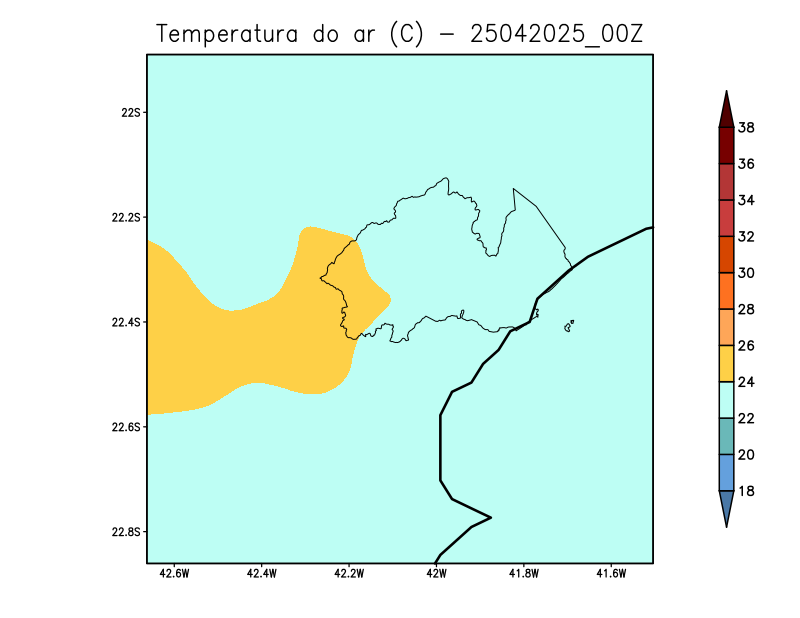 Temperatura do ar (C) - 25042025_00Z
22S
22.2S
22.4S
22.6S
22.8S
42.6W
42.4W
42.2W
42W
41.8W
41.6W
38
36
34
32
30
28
26
24
22
20
18